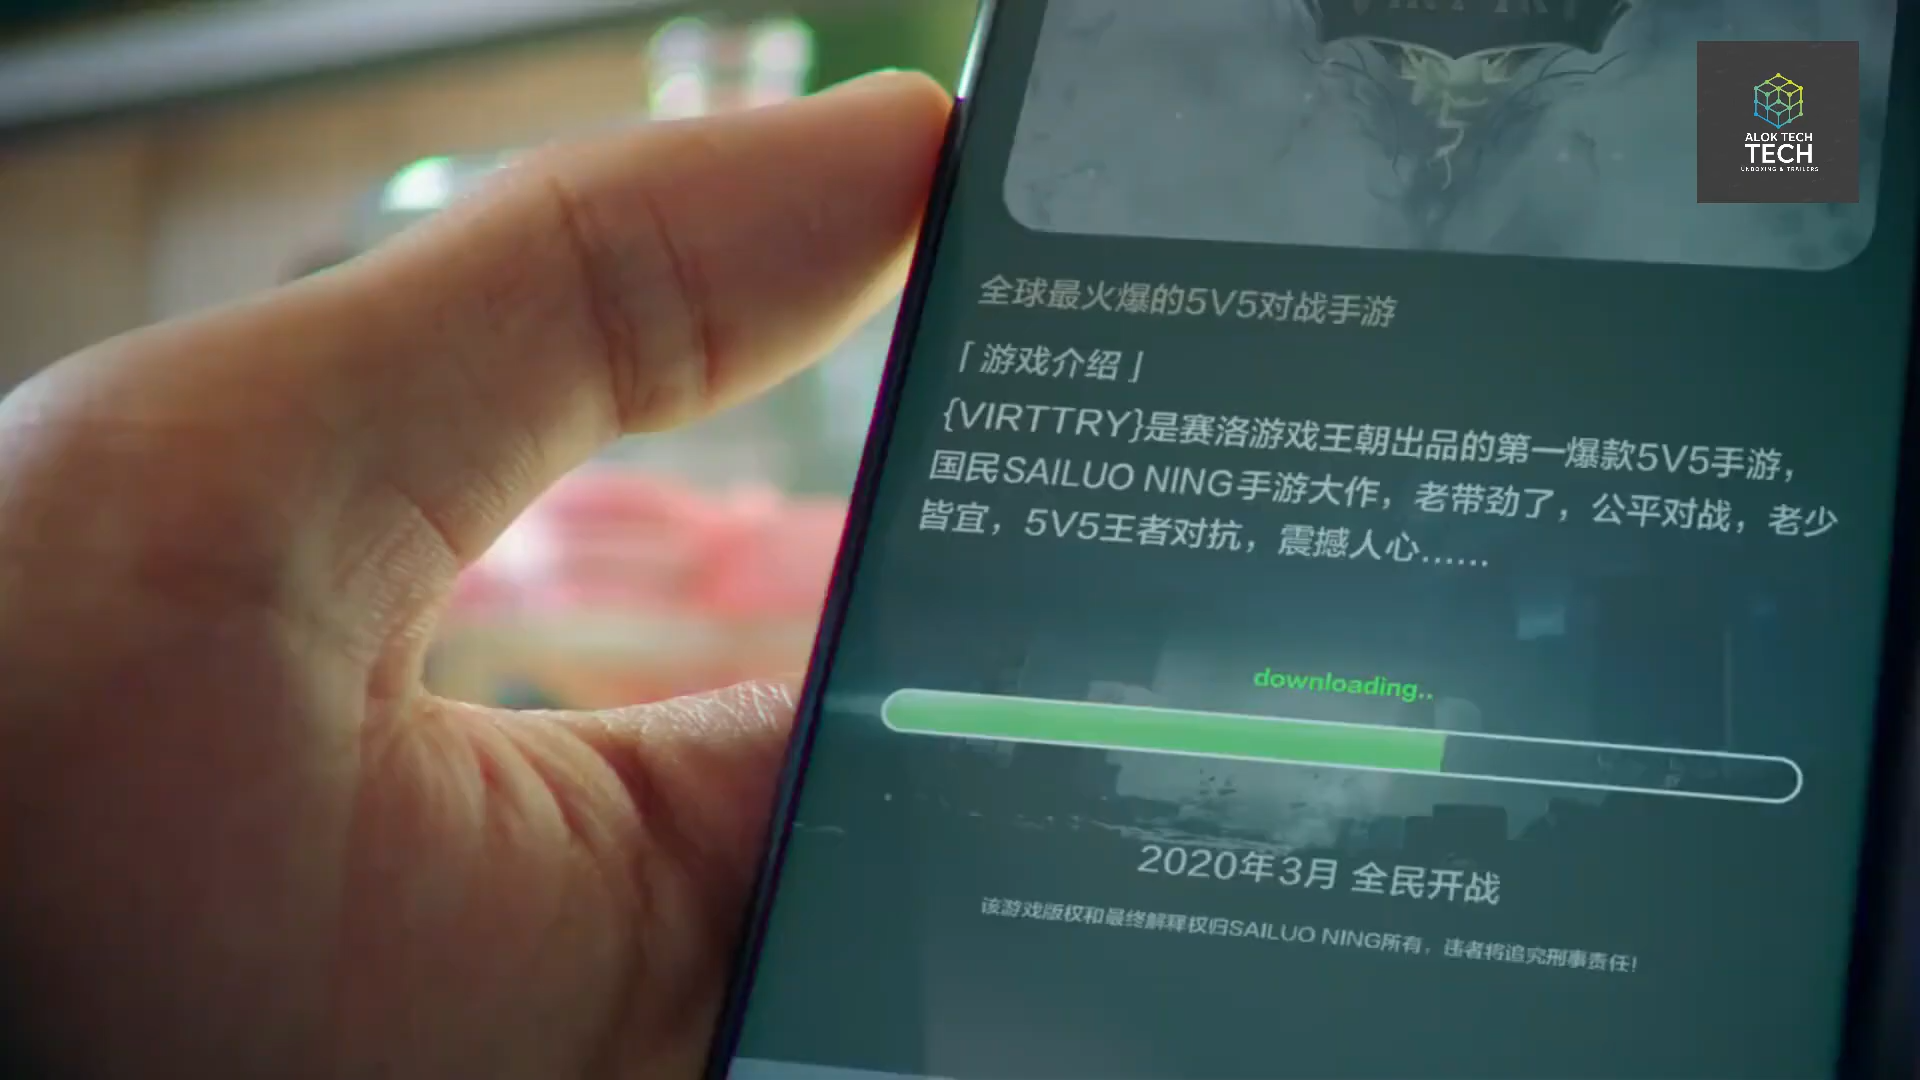 ALOK TECH
TECH
UNBOXING & TRAILERS
全球最火爆的5V5对战手游
「游戏介绍」
{VIRTTRY}是赛洛游戏王朝出品的第一爆款5V5手游,
国民SAILUO NING手游大作，老带劲了，公平对战，老少
皆宜，5V5王者对抗，震撼人心……
downloading..
2020年3月 全民开战
该游戏版权和最终解释权归SAILUO NING所有，违者将追究刑事责任!